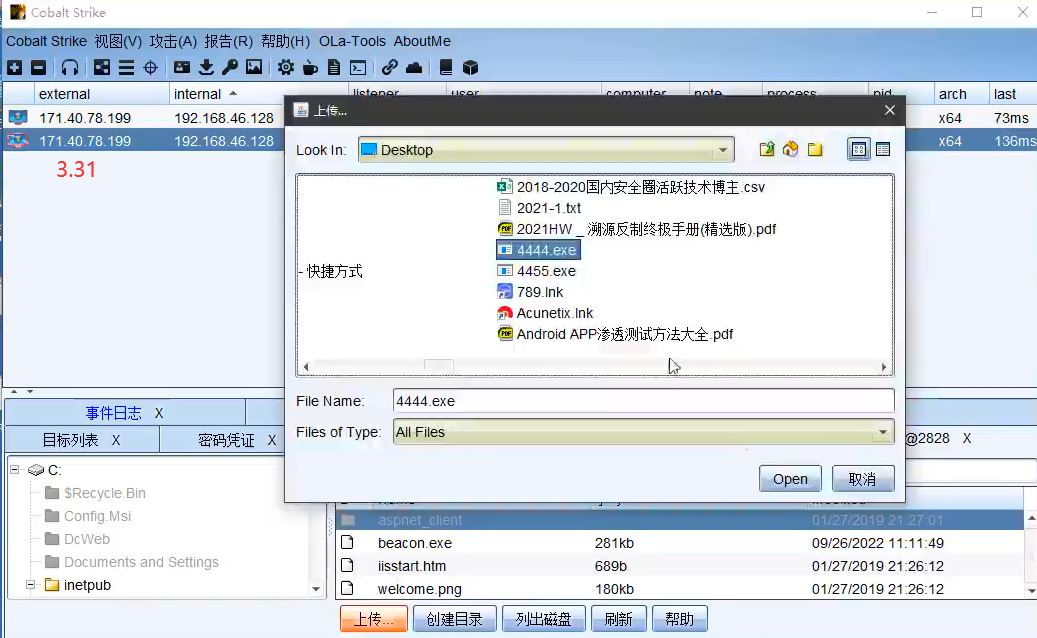 Cobalt Strike
Cobalt Strike 视图(V) 攻击(A) 报告(R) 帮助(H) OLa-Tools AboutMe
external internal listener user computer note process pid arch last
171.40.78.199 192.168.46.128 x64 73ms
171.40.78.199 192.168.46.128 x64 136ms
3.31
上传...
Look In: Desktop
2018-2020国内安全圈活跃技术博主.csv
2021-1.txt
2021HW _ 溯源反制终极手册(精选版).pdf
4444.exe
- 快捷方式
4455.exe
789.lnk
Acunetix.lnk
Android APP渗透测试方法大全.pdf
File Name: 4444.exe
Files of Type: All Files
Open 取消
事件日志 X
目标列表 X 密码凭证 X @2828 X
C:
$Recycle.Bin
Config.Msi
DcWeb
Documents and Settings
inetpub
aspnet_client 01/27/2019 21:27:01
beacon.exe 281kb 09/26/2022 11:11:49
iisstart.htm 689b 01/27/2019 21:26:12
welcome.png 180kb 01/27/2019 21:26:12
上传... 创建目录 列出磁盘 刷新 帮助